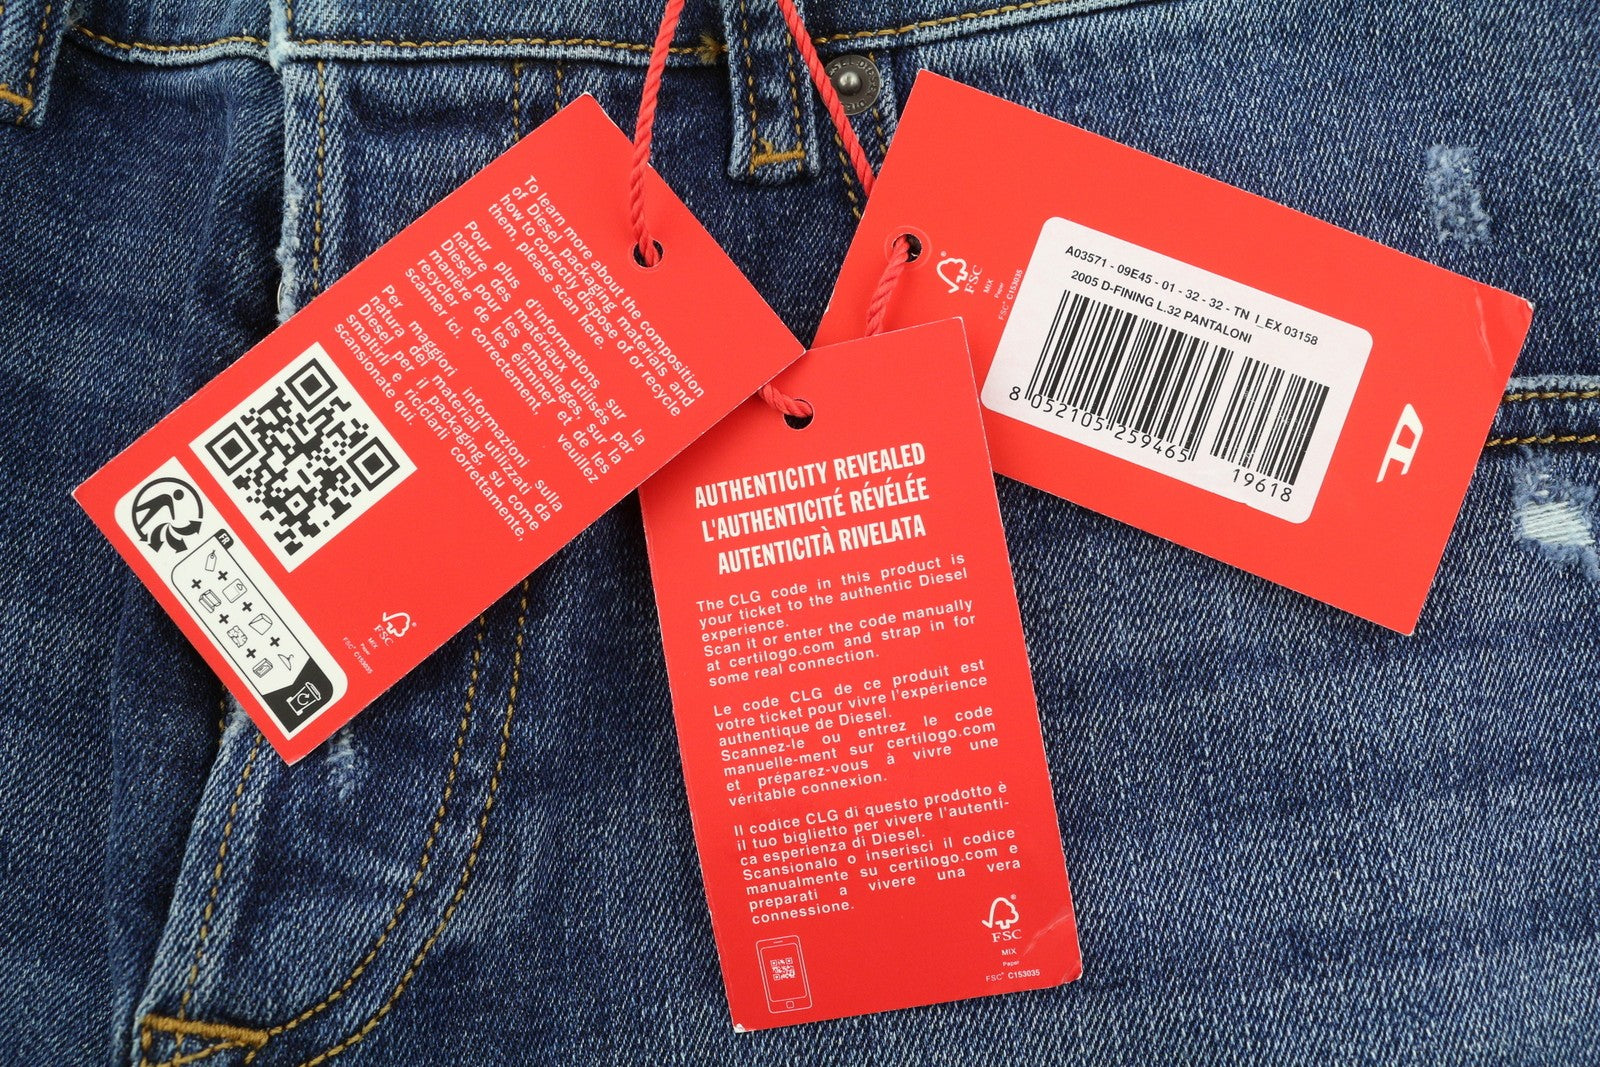 To learn more about the composition
of Diesel packaging materials and
how to correctly dispose of or recycle
them, please scan here.
Pour plus d'informations sur la
nature des matériaux utilisés par
Diesel pour les emballages, sur la
manière de les éliminer et de les
recycler correctement, veuillez
scanner ici.
Per maggiori informazioni sulla
natura dei materiali utilizzati da
Diesel per il packaging, su come
smaltirli e riciclarli correttamente,
scansionate qui.
FR
FSC
MIX
Paper
FSC® C153035
AUTHENTICITY REVEALED
L'AUTHENTICITÉ RÉVÉLÉE
AUTENTICITÀ RIVELATA
The CLG code in this product is
your ticket to the authentic Diesel
experience.
Scan it or enter the code manually
at certilogo.com and strap in for
some real connection.
Le code CLG de ce produit est
votre ticket pour vivre l'expérience
authentique de Diesel.
Scannez-le ou entrez le code
manuelle-ment sur certilogo.com
et préparez-vous à vivre une
véritable connexion.
Il codice CLG di questo prodotto è
il tuo biglietto per vivere l'autenti-
ca esperienza di Diesel.
Scansionalo o inserisci il codice
manualmente su certilogo.com e
preparati a vivere una vera
connessione.
FSC
MIX
Paper
FSC® C153035
FSC
MIX
Paper
FSC® C153035
A03571 - 09E45 - 01 - 32 - 32 - TN I_EX 03158
2005 D-FINING L.32 PANTALONI
8 052105 259465
19618
D